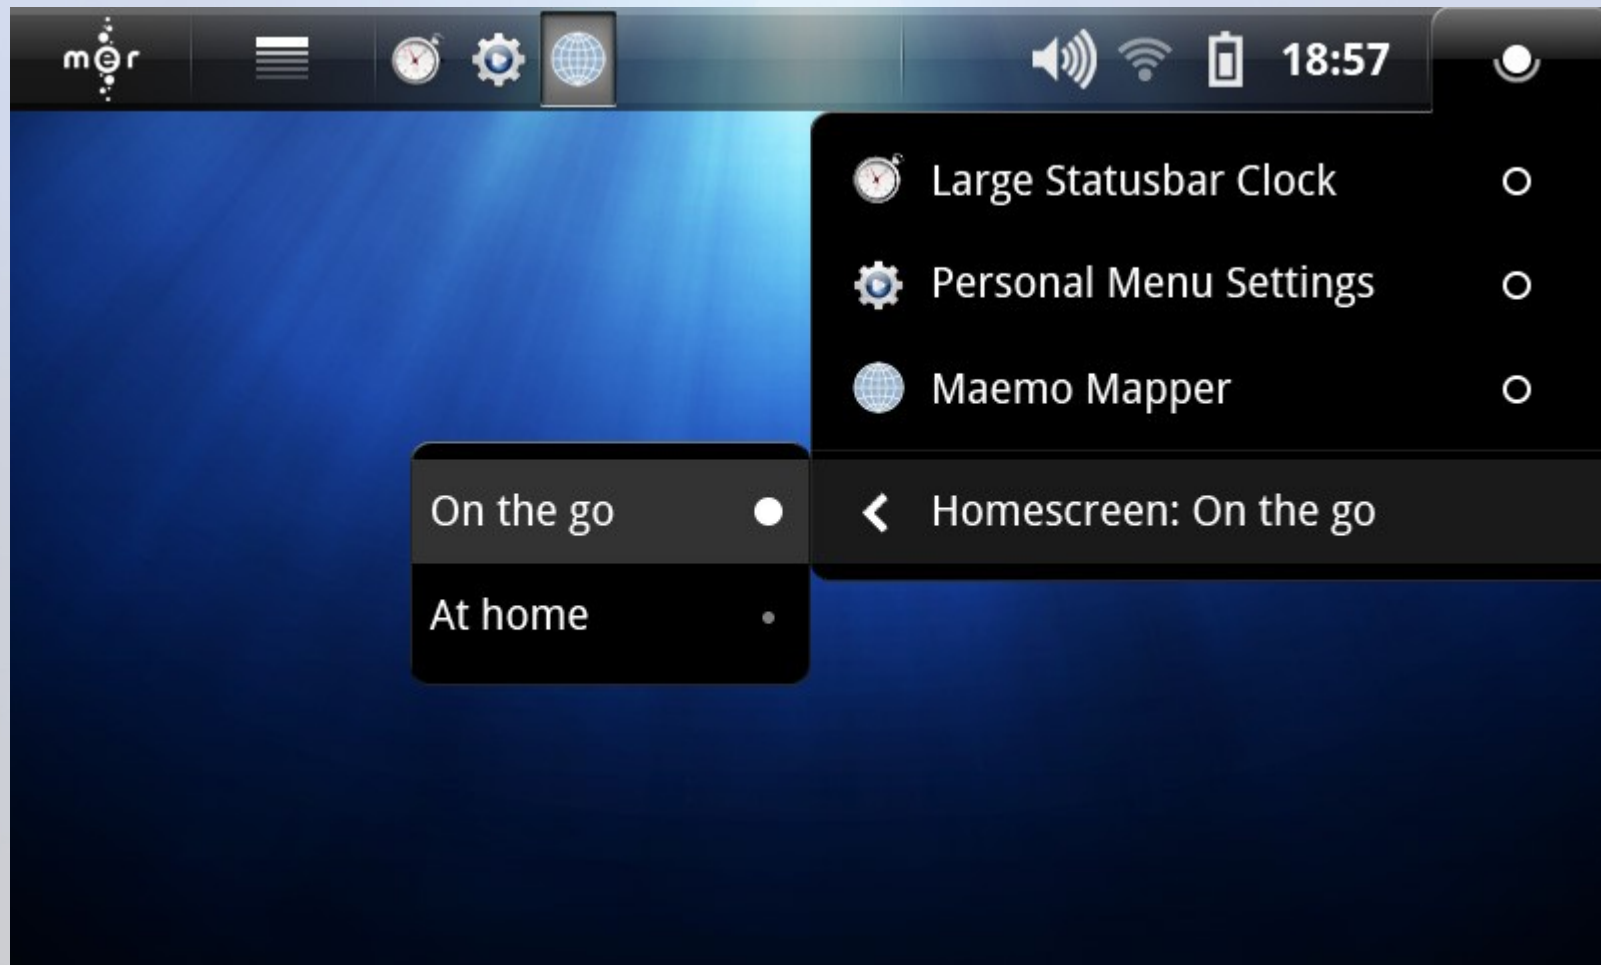 mer
18:57
Large Statusbar Clock
Personal Menu Settings
Maemo Mapper
On the go
Homescreen: On the go
At home